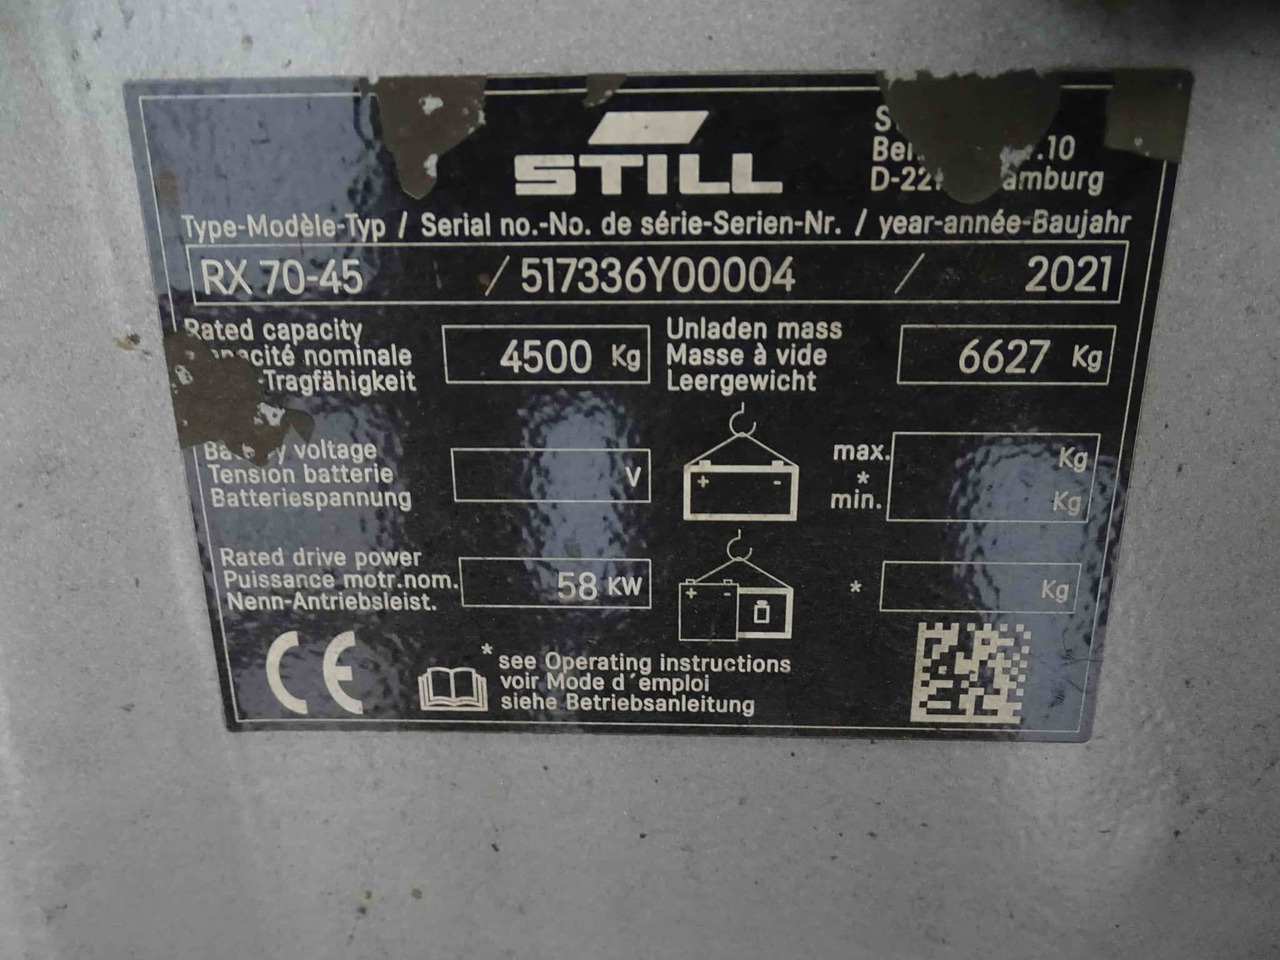 STILL
.10
D-22 amburg
Type-Modèle-Typ / Serial no.-No. de série-Serien-Nr. / year-année-Baujahr
RX 70-45 / 517336Y00004 / 2021
Rated capacity
nominale
-Tragfähigkeit
4500 Kg
Unladen mass
Masse à vide
Leergewicht
6627 Kg
voltage
Tension batterie
Batteriespannung
V
+ -
max. Kg
*
min. Kg
Rated drive power
Puissance motr.nom.
Nenn-Antriebsleist.
58 KW
+ -
* Kg
CE
* see Operating instructions
voir Mode d'emploi
siehe Betriebsanleitung